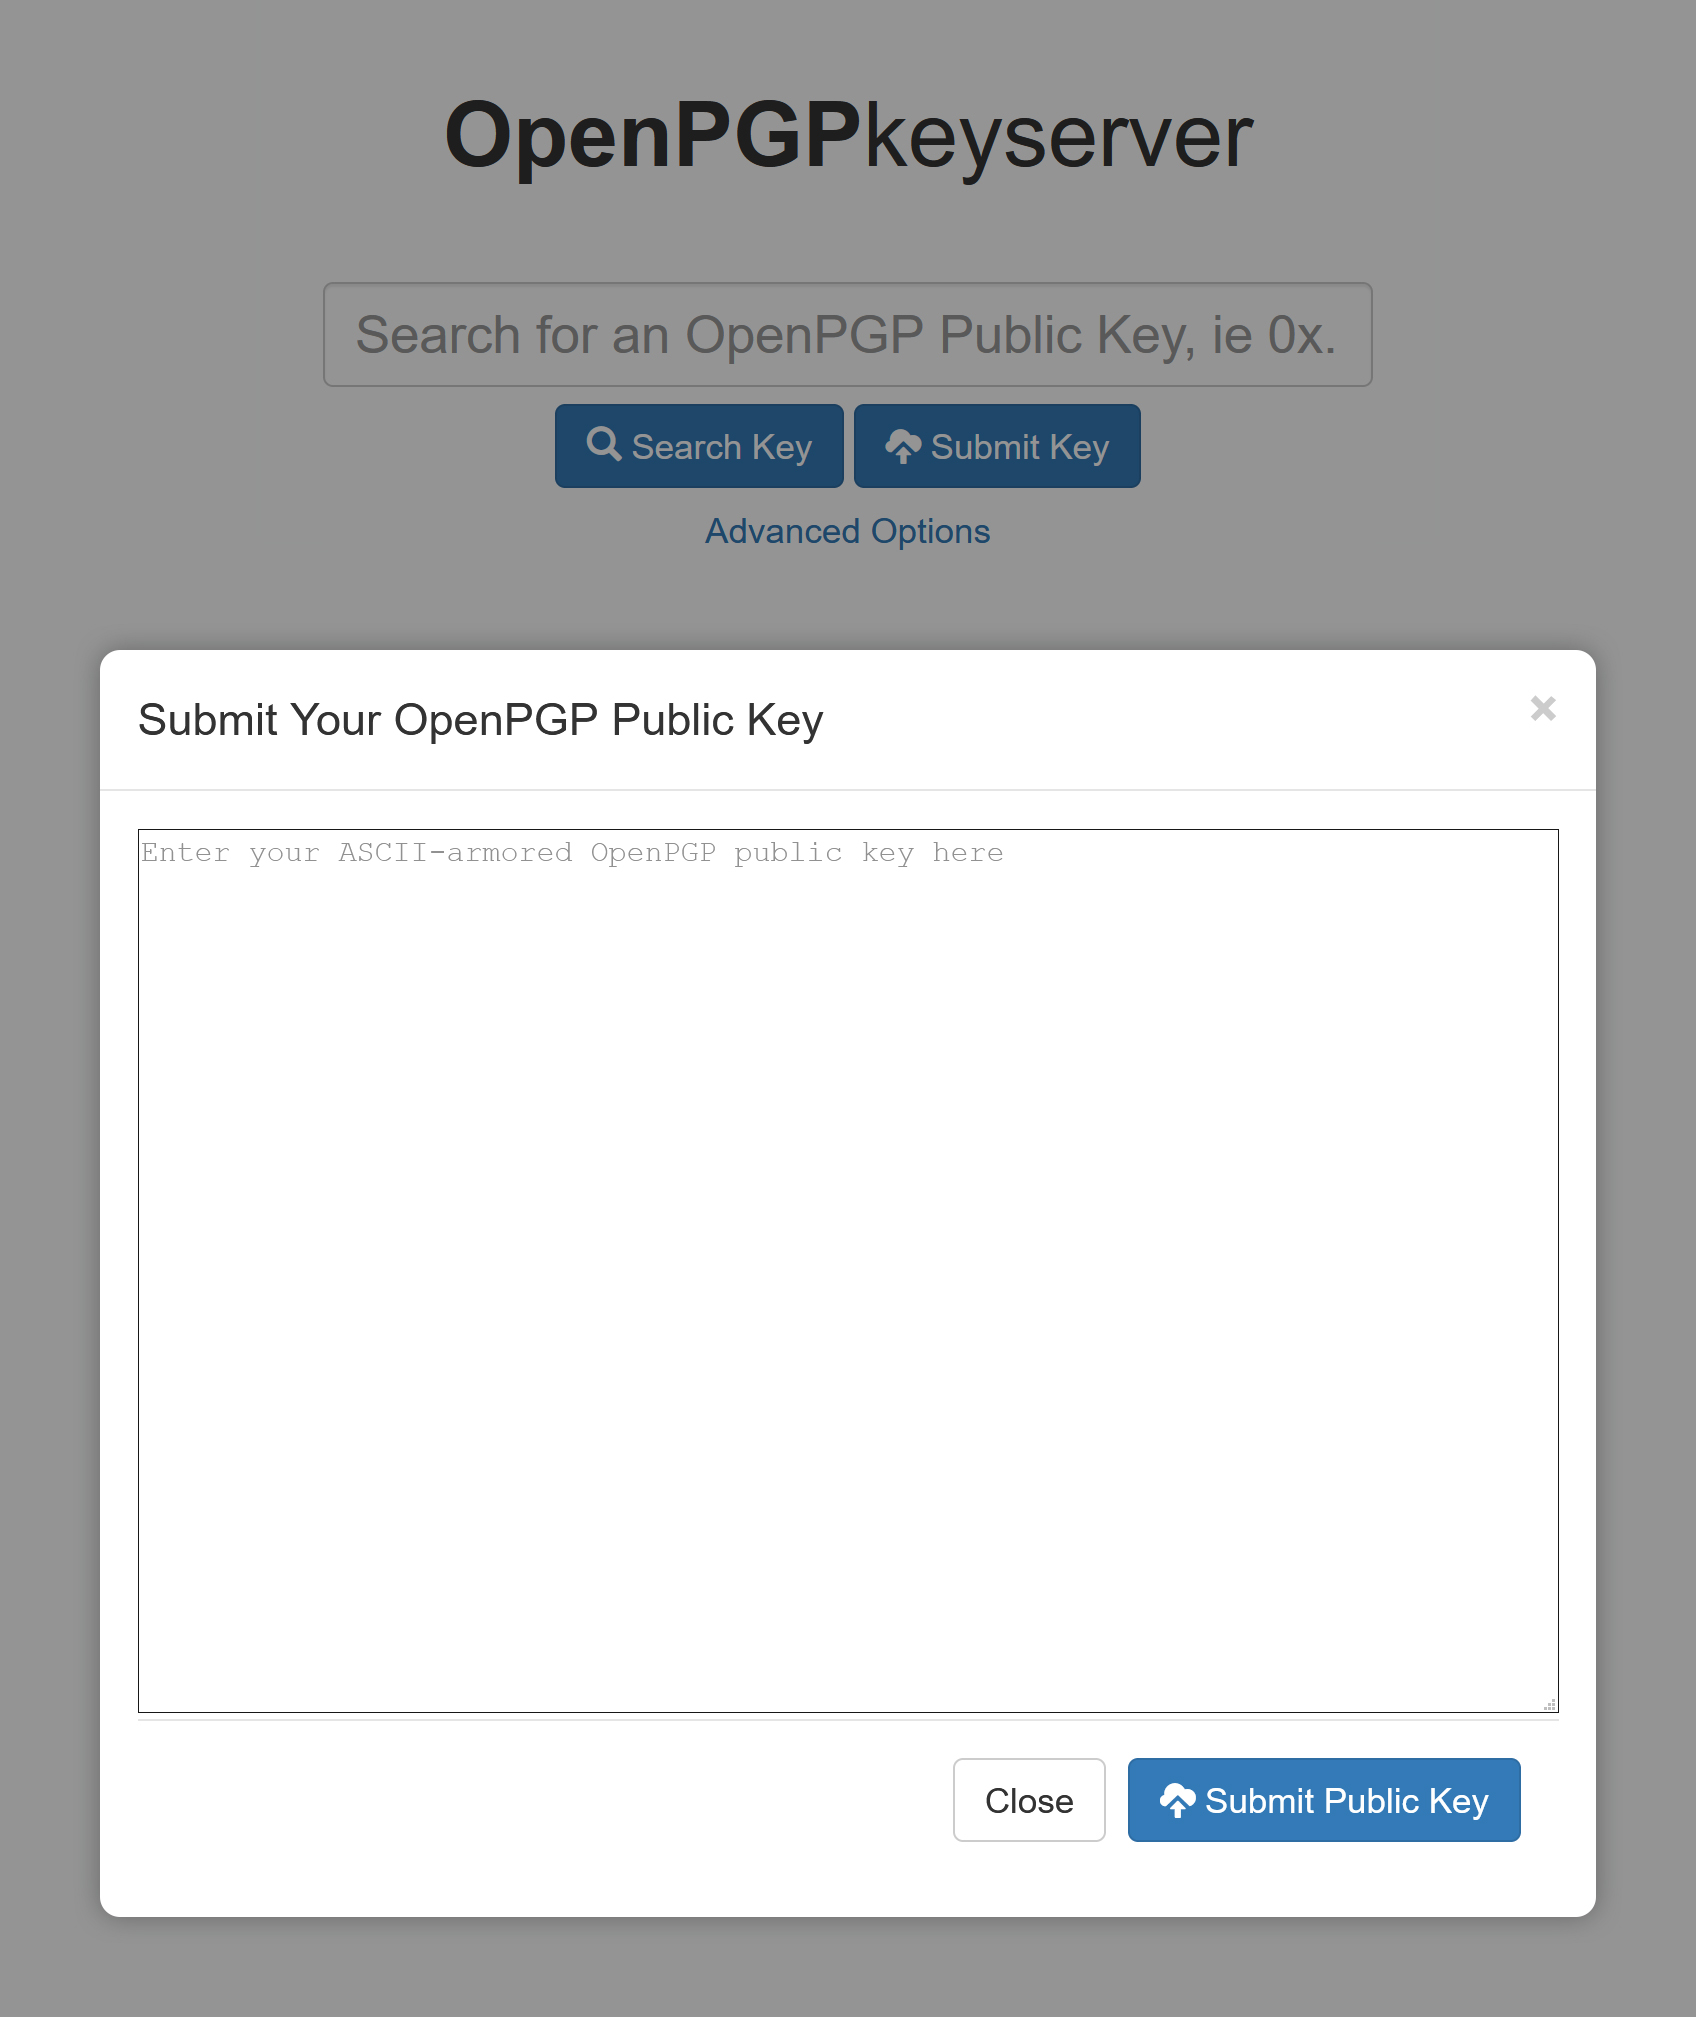 OpenPGPkeyserver
Search for an OpenPGP Public Key, ie 0x.
Search Key
Submit Key
Advanced Options
Submit Your OpenPGP Public Key
×
Enter your ASCII-armored OpenPGP public key here
Close
Submit Public Key